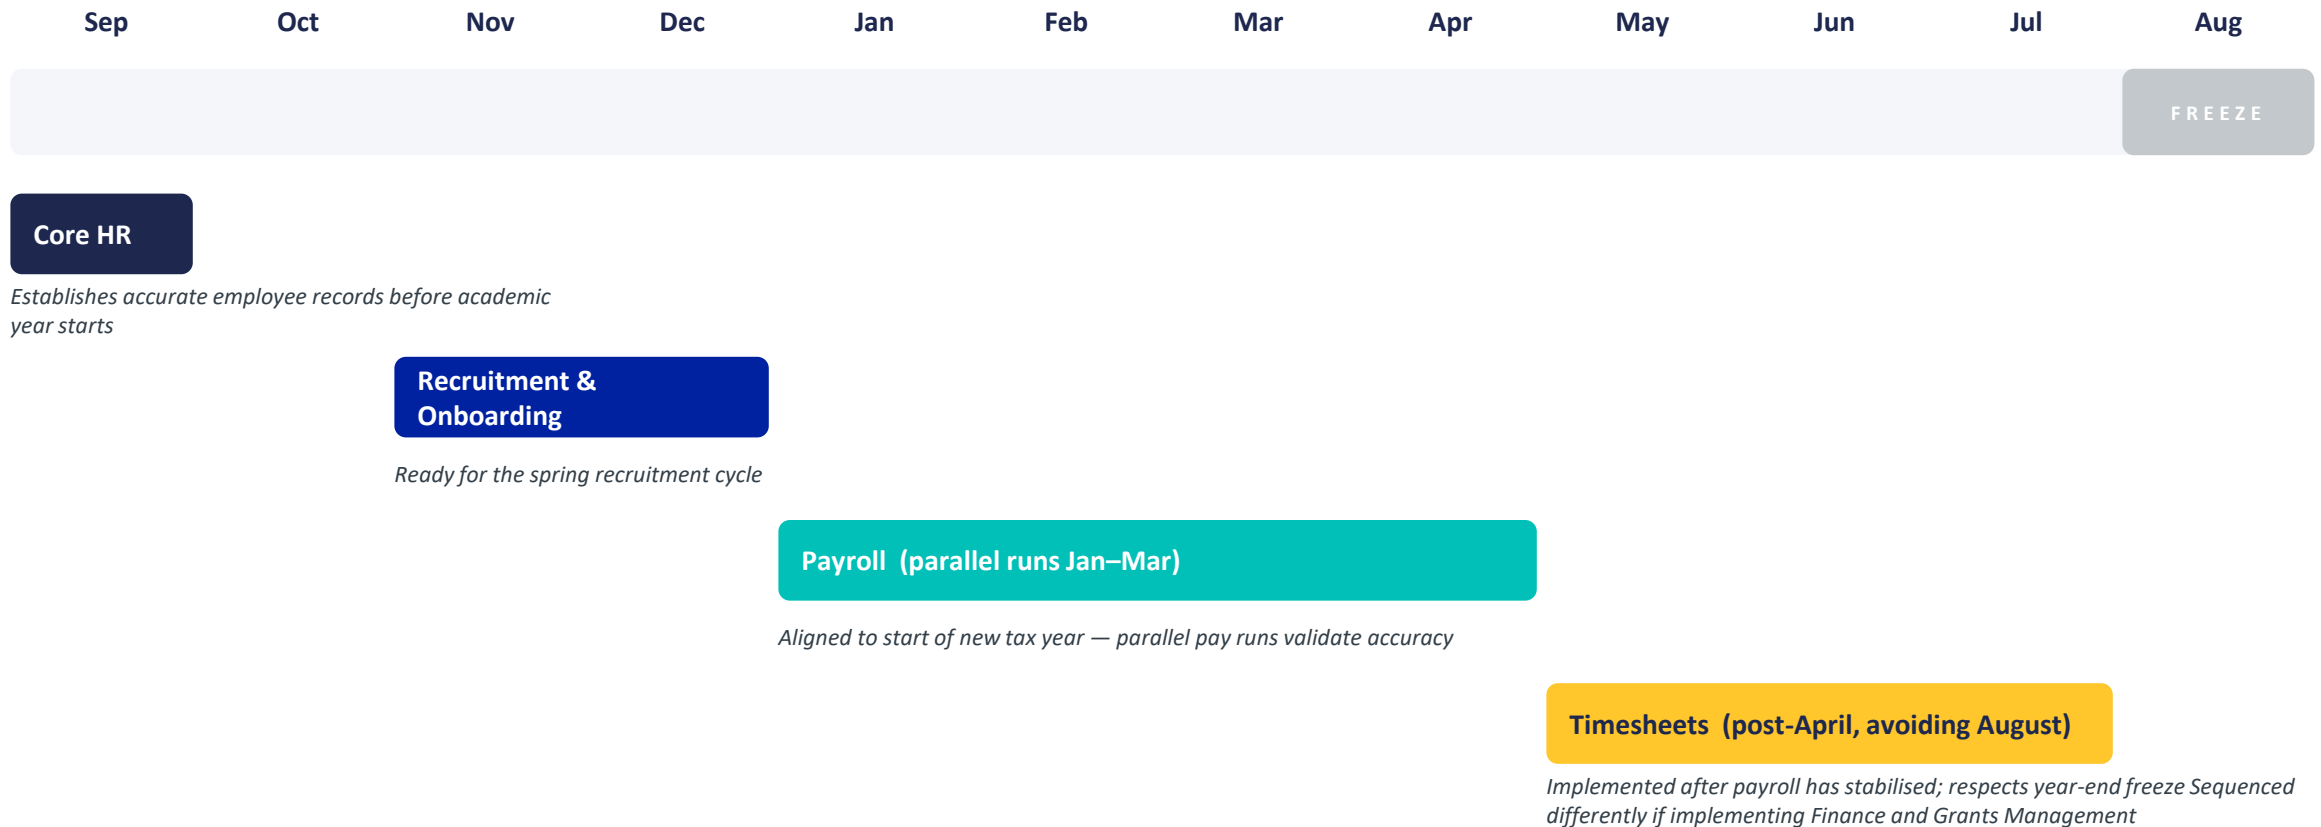 Sep Oct Nov Dec Jan Feb Mar Apr May Jun Jul Aug
FREEZE
Core HR
Establishes accurate employee records before academic
year starts
Recruitment &
Onboarding
Ready for the spring recruitment cycle
Payroll (parallel runs Jan–Mar)
Aligned to start of new tax year — parallel pay runs validate accuracy
Timesheets (post-April, avoiding August)
Implemented after payroll has stabilised; respects year-end freeze Sequenced
differently if implementing Finance and Grants Management